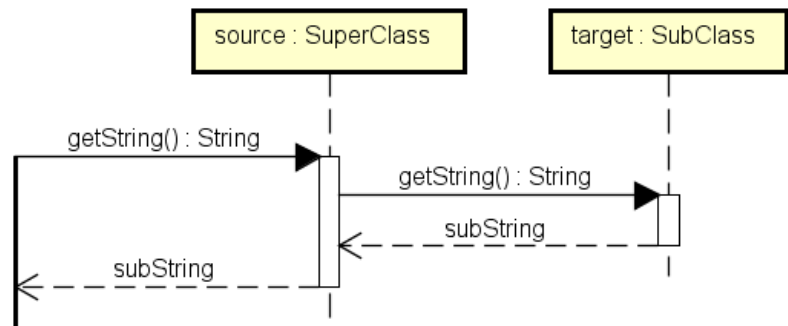 source : SuperClass
target : SubClass
getString() : String
getString() : String
subString
subString